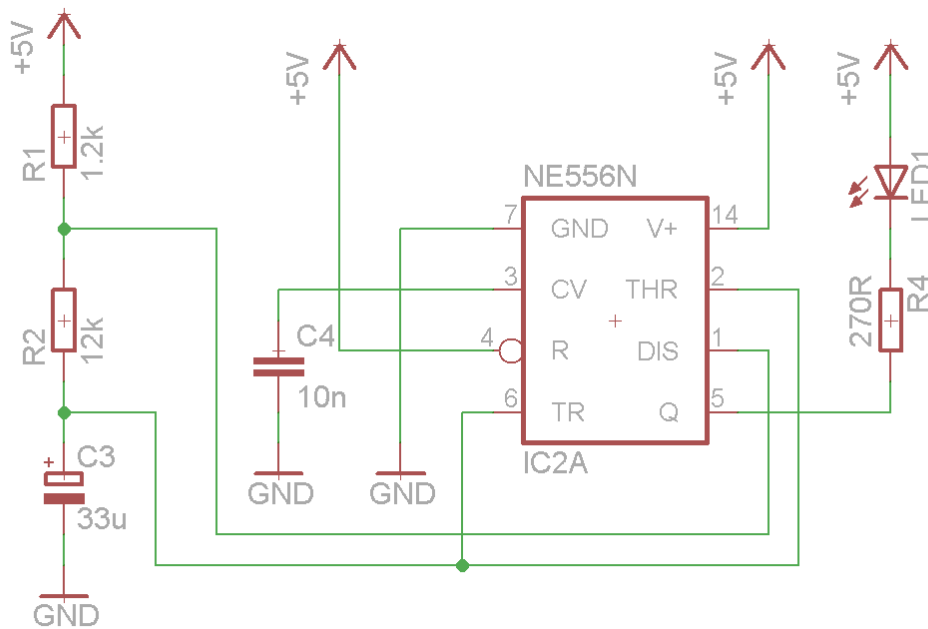 +5V
R1
1.2k
R2
12k
+
C3
33u
GND
+5V
C4
10n
GND
GND
NE556N
7 GND V+ 14
3 CV THR 2
4 R DIS 1
6 TR Q 5
IC2A
+5V
+5V
LED1
270R
R4